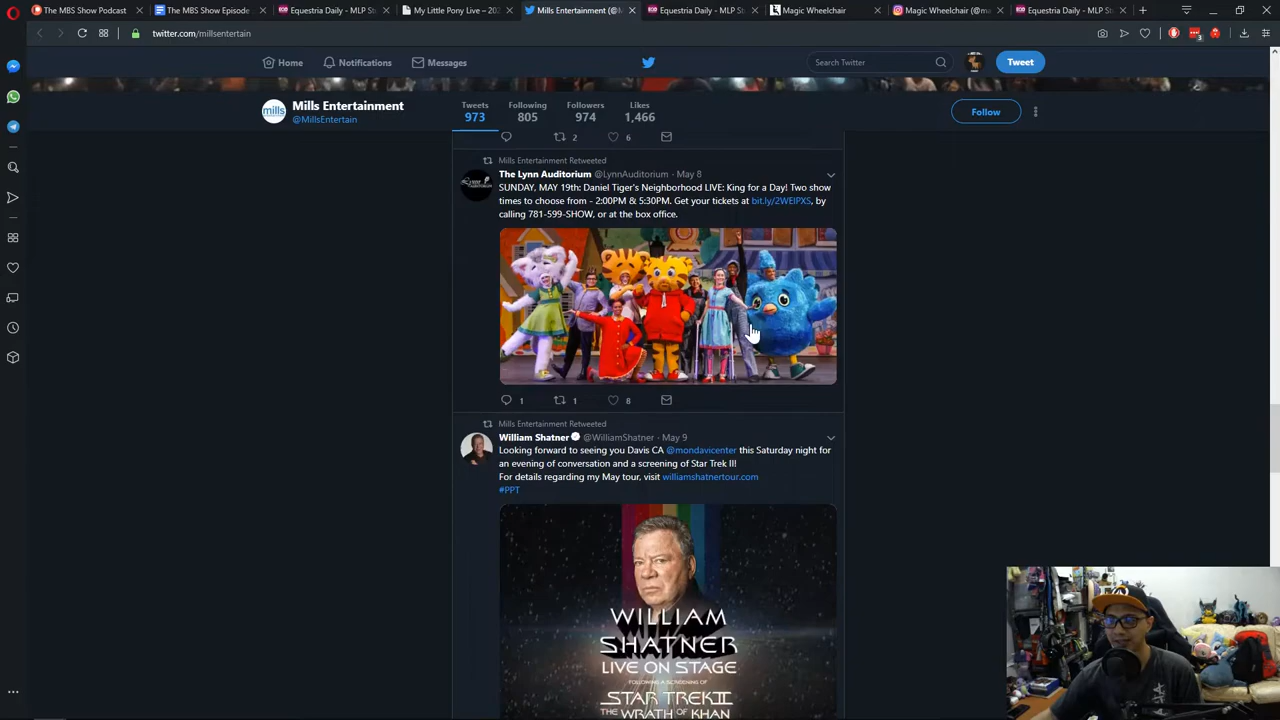 The MBS Show Podcast
The MBS Show Episode
Equestria Daily - MLP St
My Little Pony Live – 202
Mills Entertainment (@M
Equestria Daily - MLP St
Magic Wheelchair
Magic Wheelchair (@ma
Equestria Daily - MLP St
twitter.com/millsentertain
3
Home
Notifications
Messages
Search Twitter
Tweet
mills
Mills Entertainment
@MillsEntertain
Tweets
973
Following
805
Followers
974
Likes
1,466
Follow
2
6
Mills Entertainment Retweeted
The Lynn Auditorium @LynnAuditorium · May 8
SUNDAY, MAY 19th: Daniel Tiger's Neighborhood LIVE: King for a Day! Two show
times to choose from - 2:00PM & 5:30PM. Get your tickets at bit.ly/2WEIPXS, by
calling 781-599-SHOW, or at the box office.
1
1
8
Mills Entertainment Retweeted
William Shatner @WilliamShatner · May 9
Looking forward to seeing you Davis CA @mondavicenter this Saturday night for
an evening of conversation and a screening of Star Trek II!
For details regarding my May tour, visit williamshatnertour.com
#PPT
WILLIAM
SHATNER
LIVE ON STAGE
FOLLOWING A SCREENING OF
STAR TREK II
THE WRATH OF KHAN